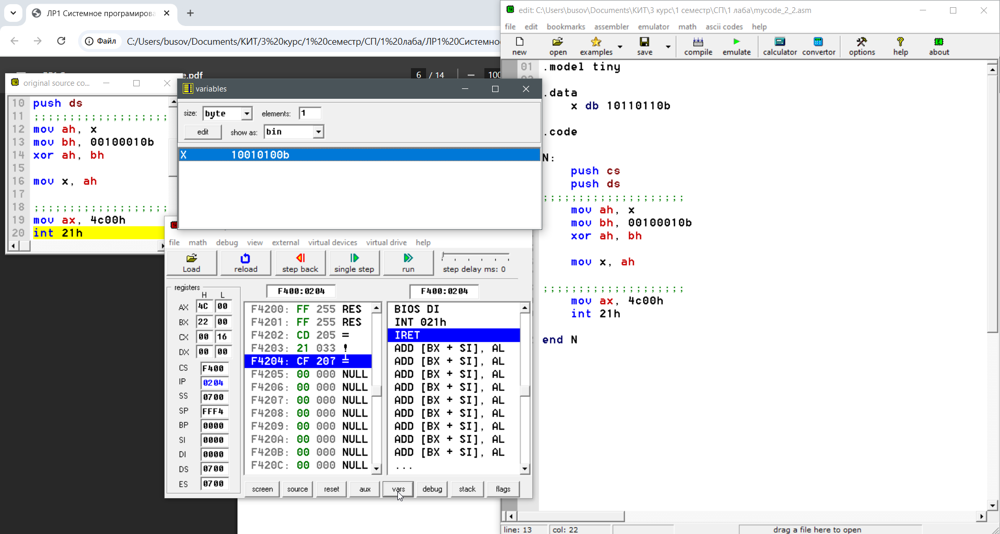 ЛР1 Системное програмирова
Файл
C:/Users/busov/Documents/КИТ/3%20курс/1%20семестр/СП/1%20лаба/ЛР1%20Системно
e.pdf
6 / 14
100
original source co...
10 push ds
11 ;;;;;;;;;;;;;;;;;;;
12 mov ah, x
13 mov bh, 00100010b
14 xor ah, bh
15
16 mov x, ah
17
18 ;;;;;;;;;;;;;;;;;;;
19 mov ax, 4c00h
20 int 21h
variables
size: byte elements: 1
edit show as: bin
X 10010100b
file math debug view external virtual devices virtual drive help
Load reload step back single step run step delay ms: 0
registers
H L
AX 4C 00
BX 22 00
CX 00 16
DX 00 00
CS F400
IP 0204
SS 0700
SP FFF4
BP 0000
SI 0000
DI 0000
DS 0700
ES 0700
F400:0204
F4200: FF 255 RES
F4201: FF 255 RES
F4202: CD 205 =
F4203: 21 033 !
F4204: CF 207 ╧
F4205: 00 000 NULL
F4206: 00 000 NULL
F4207: 00 000 NULL
F4208: 00 000 NULL
F4209: 00 000 NULL
F420A: 00 000 NULL
F420B: 00 000 NULL
F420C: 00 000 NULL
F400:0204
BIOS DI
INT 021h
IRET
ADD [BX + SI], AL
ADD [BX + SI], AL
ADD [BX + SI], AL
ADD [BX + SI], AL
ADD [BX + SI], AL
ADD [BX + SI], AL
ADD [BX + SI], AL
ADD [BX + SI], AL
ADD [BX + SI], AL
...
screen source reset aux vars debug stack flags
edit: C:\Users\busov\Documents\КИТ\3 курс\1 семестр\СП\1 лаба\mycode_2_2.asm
file edit bookmarks assembler emulator math ascii codes help
new open examples save compile emulate calculator convertor options help about
01 .model tiny
.data
x db 10110110b
.code
N:
push cs
push ds
;;;;;;;;;;;;;;;;;;;;
mov ah, x
mov bh, 00100010b
xor ah, bh
mov x, ah
;;;;;;;;;;;;;;;;;;;;
mov ax, 4c00h
int 21h
end N
line: 13 col: 22 drag a file here to open